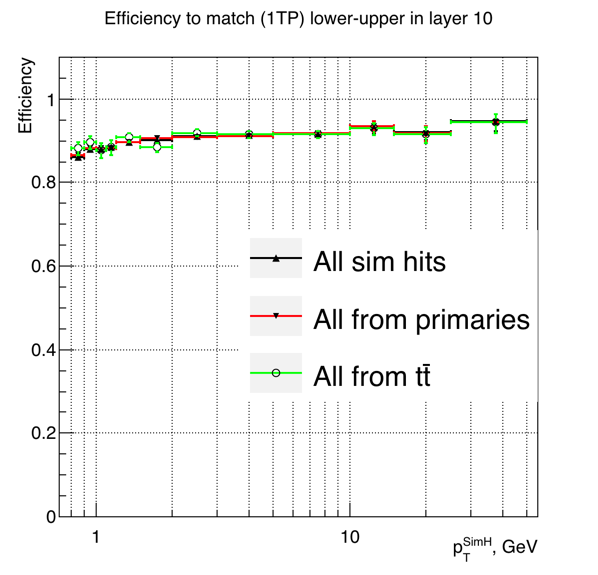 Efficiency to match (1TP) lower-upper in layer 10
Efficiency
1
0.8
0.6
0.4
0.2
0
All sim hits
All from primaries
All from tt̄
1
10
p_T^SimH, GeV